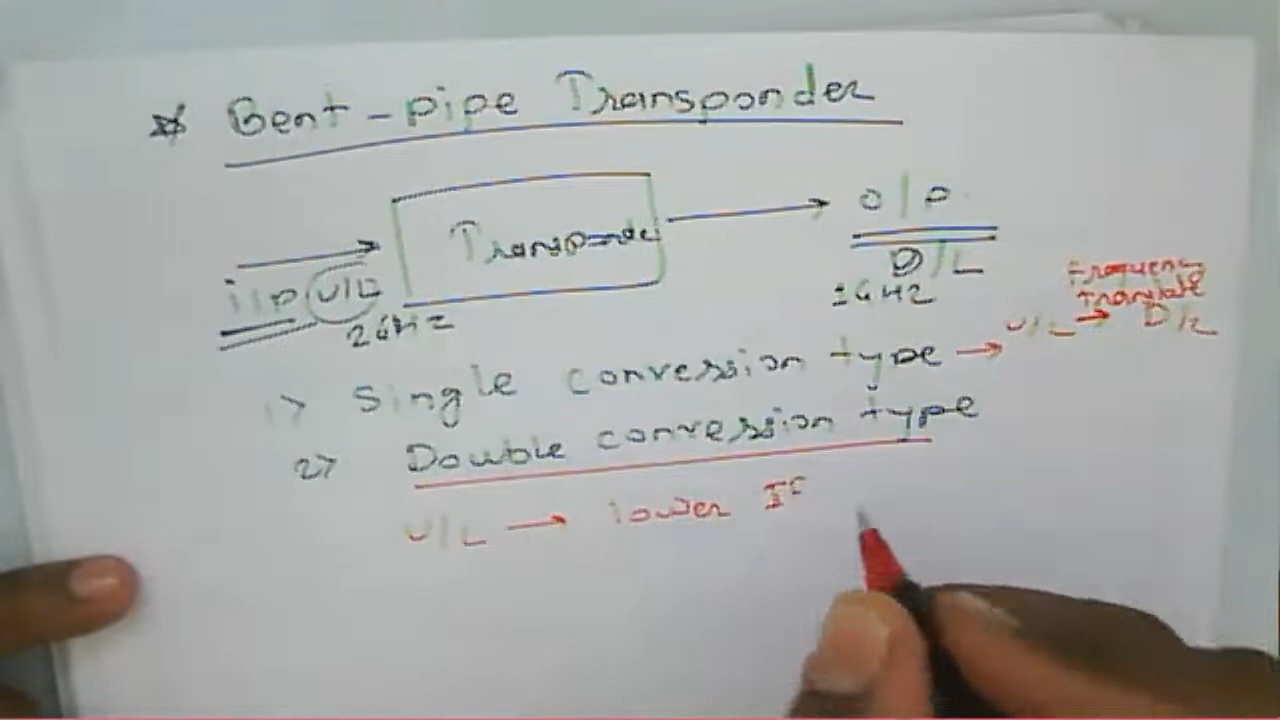 * Bent-pipe Transponder
Transponder
o/p
i/p U/L
D/L
2GHZ
1GHZ
frequency
translate
1) Single conversion type → U/L → D/L
2) Double conversion type
U/L → lower IF